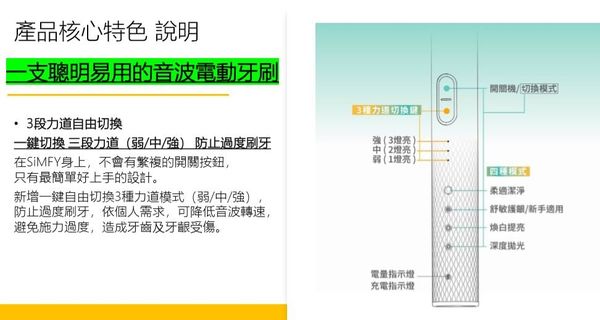 產品核心特色 說明
一支聰明易用的音波電動牙刷
• 3段力道自由切換
一鍵切換 三段力道（弱/中/強） 防止過度刷牙
在SiMFY身上，不會有繁複的開關按鈕，
只有最簡單好上手的設計。
新增一鍵自由切換3種力道模式（弱/中/強），
防止過度刷牙，依個人需求，可降低音波轉速，
避免施力過度，造成牙齒及牙齦受傷。
開關機/切換模式
3種力道切換鍵
強 ( 3燈亮 )
中 ( 2燈亮 )
弱 ( 1燈亮 )
四種模式
柔適潔淨
舒敏護齦/新手適用
煥白提亮
深度拋光
電量指示燈
充電指示燈